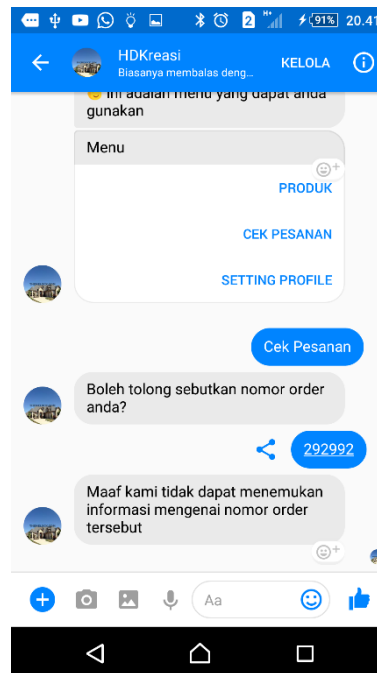 2 H+ 91% 20.41
HDKreasi
Biasanya membalas deng...
KELOLA
ini adalah menu yang dapat anda
gunakan
Menu
PRODUK
CEK PESANAN
SETTING PROFILE
Cek Pesanan
Boleh tolong sebutkan nomor order
anda?
292992
Maaf kami tidak dapat menemukan
informasi mengenai nomor order
tersebut
Aa